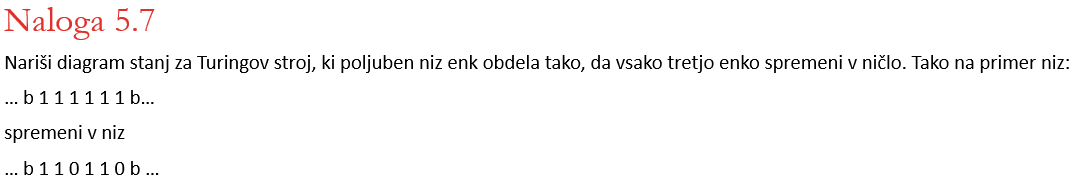 Naloga 5.7
Nariši diagram stanj za Turingov stroj, ki poljuben niz enk obdela tako, da vsako tretjo enko spremeni v ničlo. Tako na primer niz:
... b 1 1 1 1 1 1 b...
spremeni v niz
... b 1 1 0 1 1 0 b ...